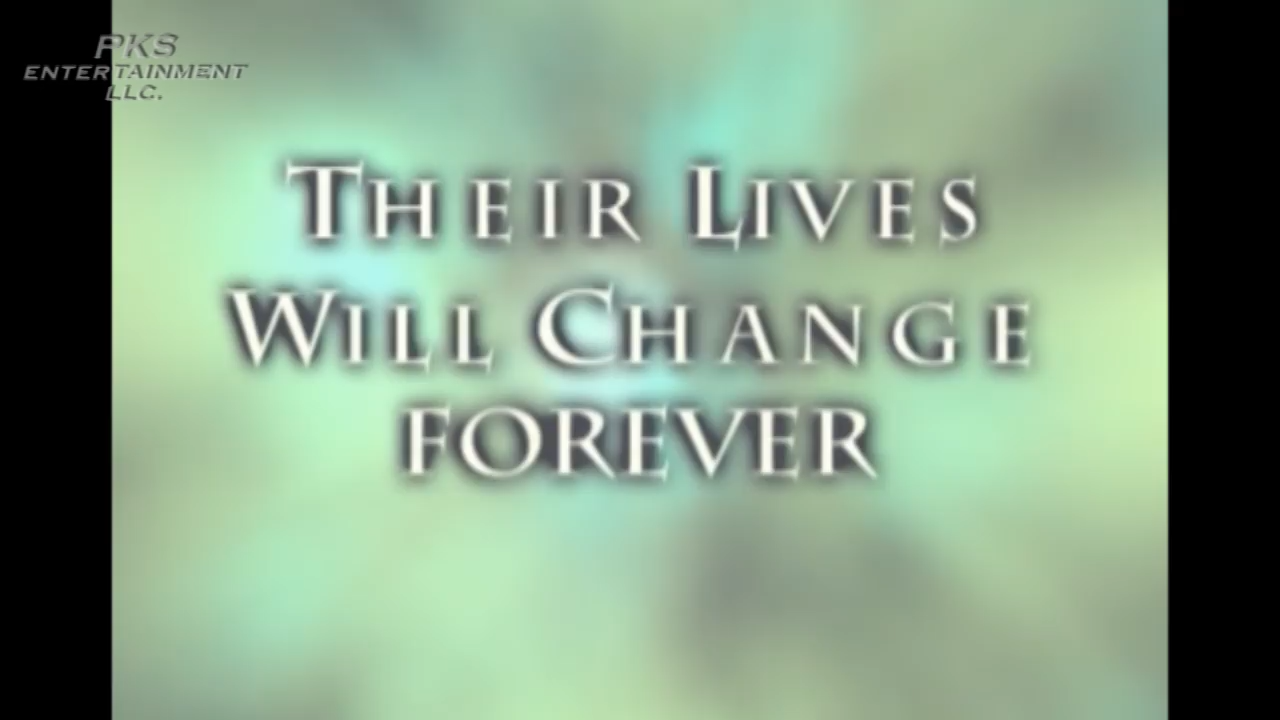 PKS
ENTERTAINMENT
LLC.
THEIR LIVES
WILL CHANGE
FOREVER